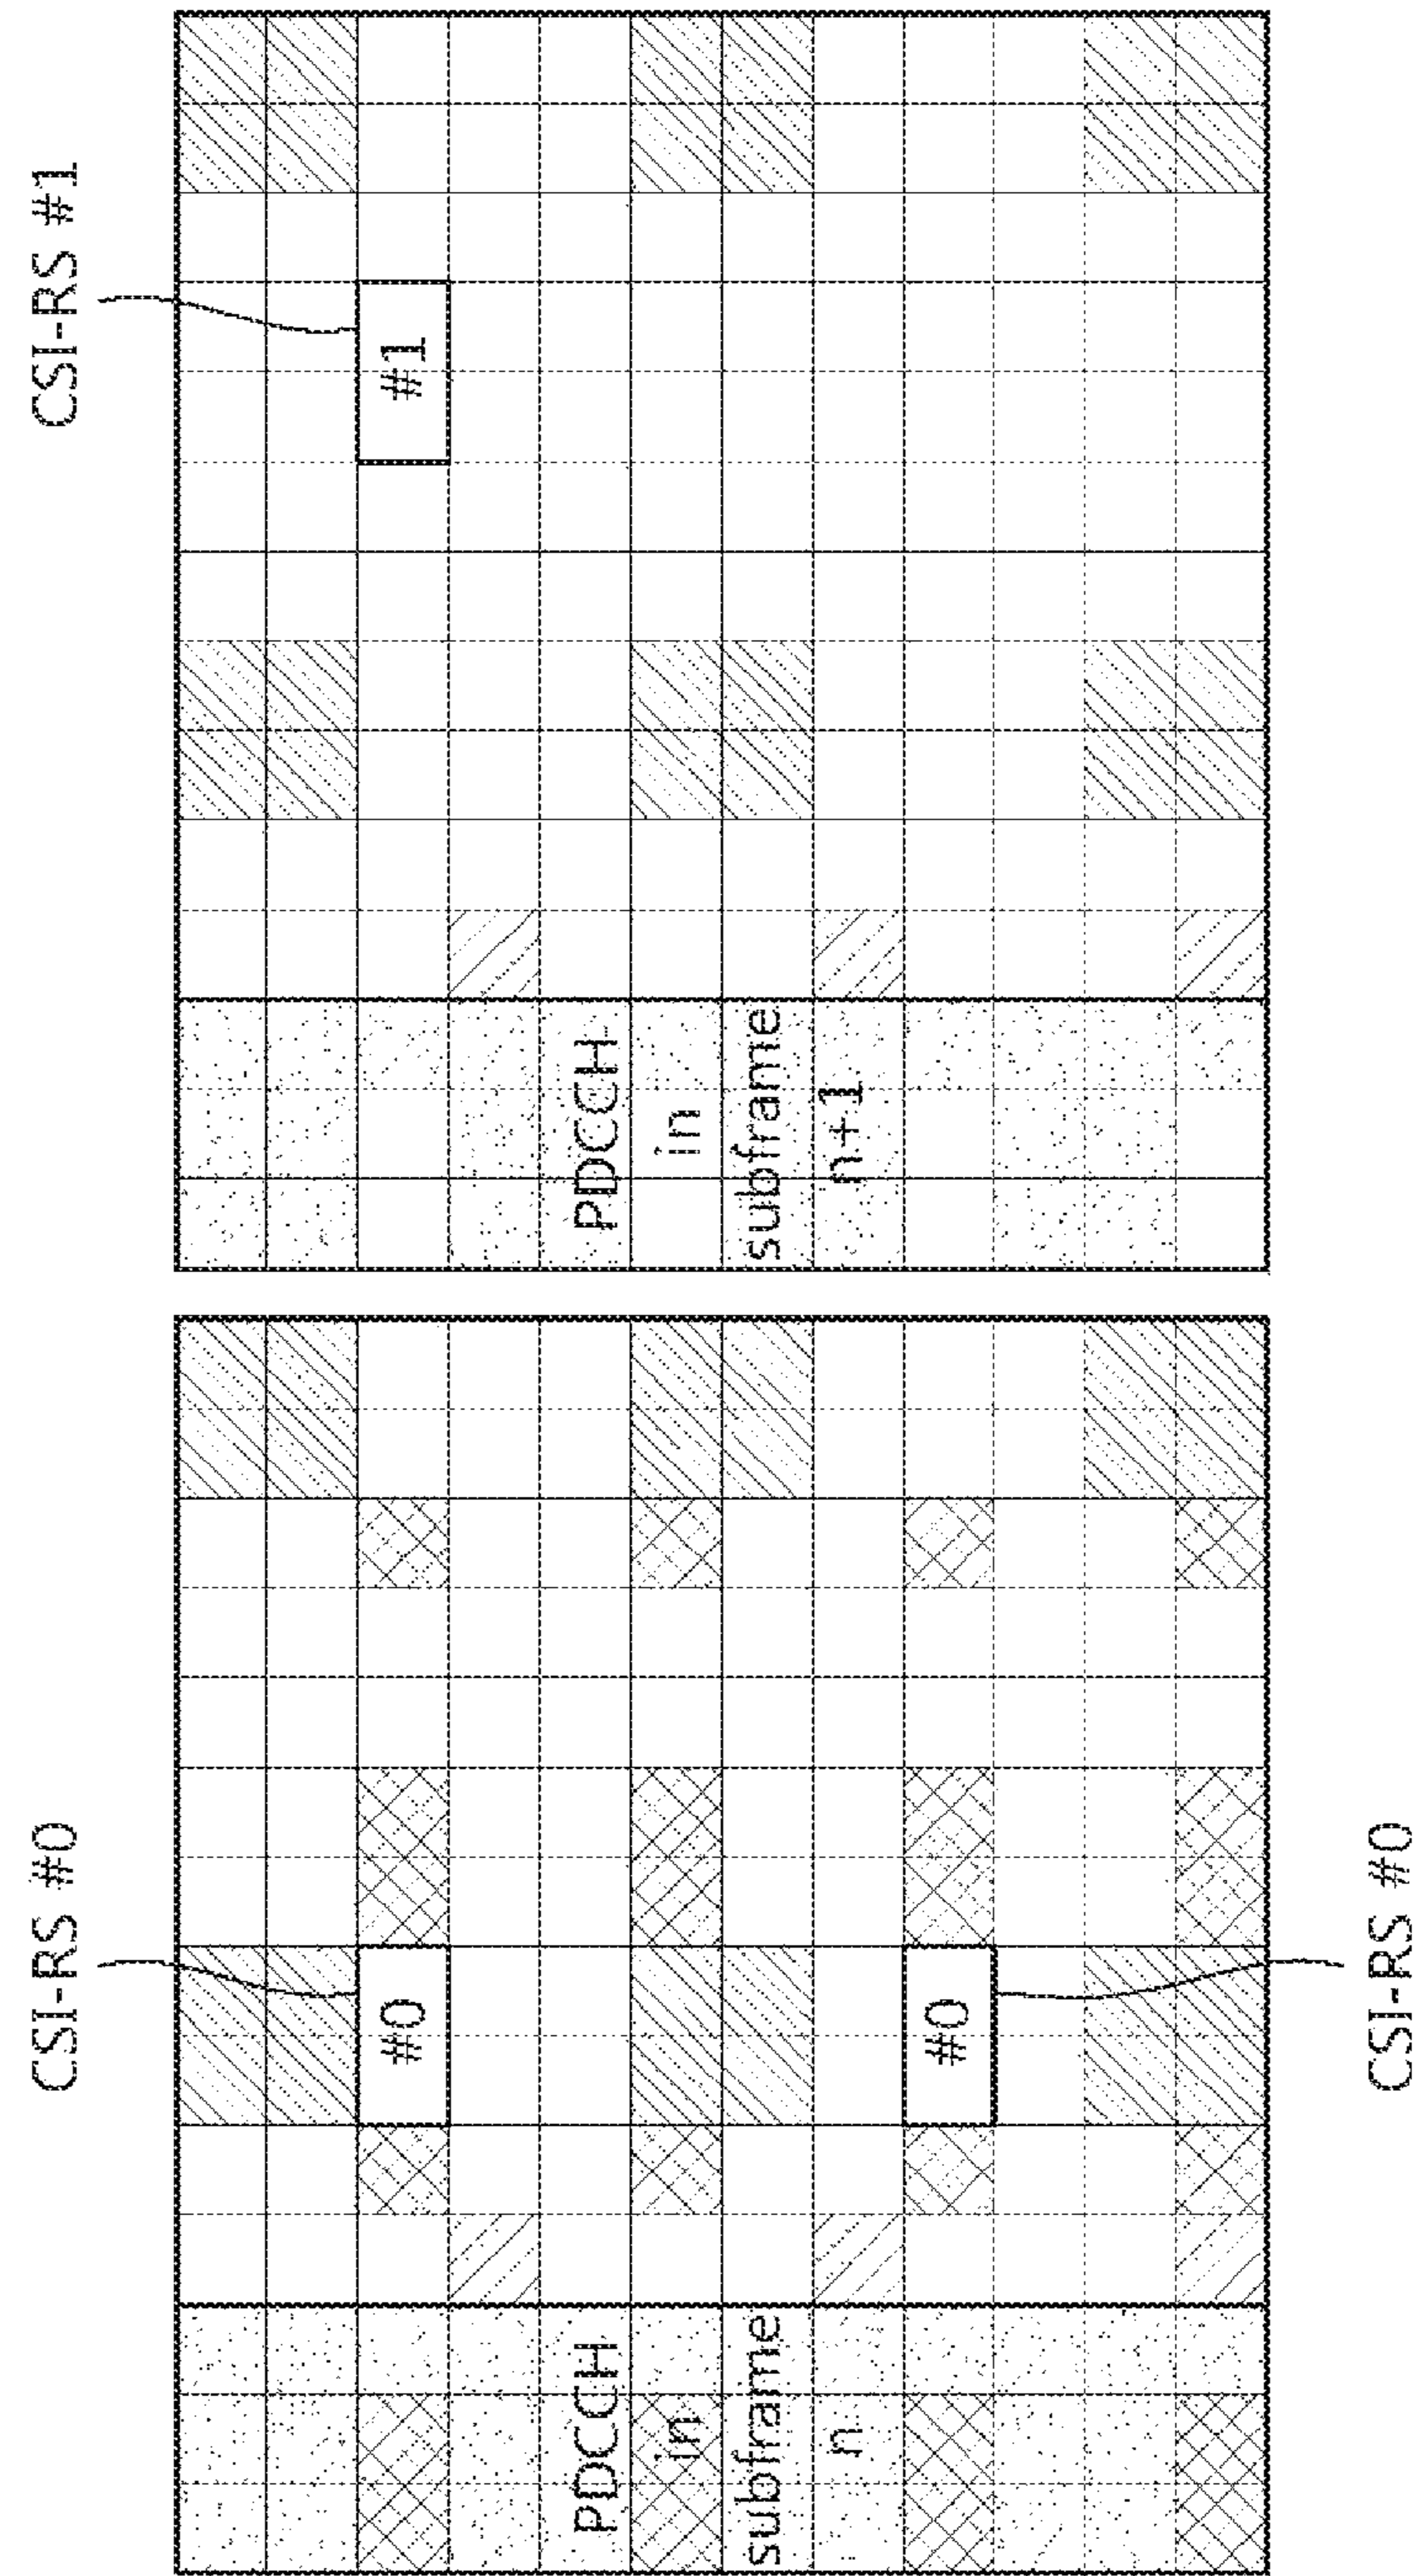 CSI-RS #0
CSI-RS #1
#0
#1
#0
PDCCH
in
subframe
n
PDCCH
in
subframe
n+1
CSI-RS #0